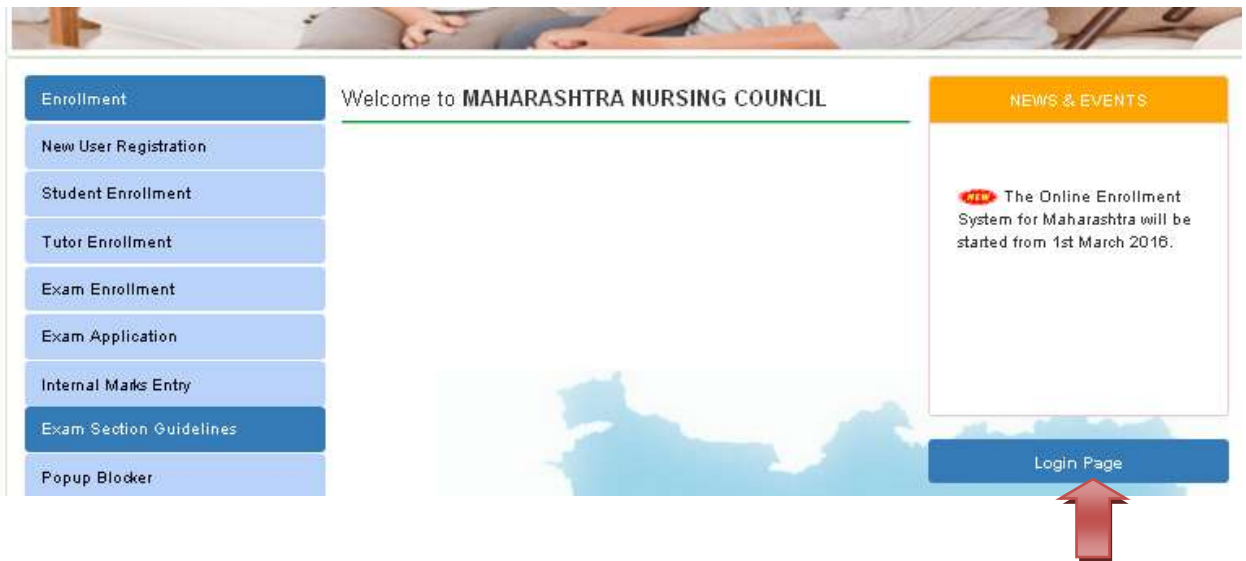 Enrollment
New User Registration
Student Enrollment
Tutor Enrollment
Exam Enrollment
Exam Application
Internal Marks Entry
Exam Section Guidelines
Popup Blocker
Welcome to MAHARASHTRA NURSING COUNCIL
NEWS & EVENTS
NEW The Online Enrollment
System for Maharashtra will be
started from 1st March 2016.
Login Page